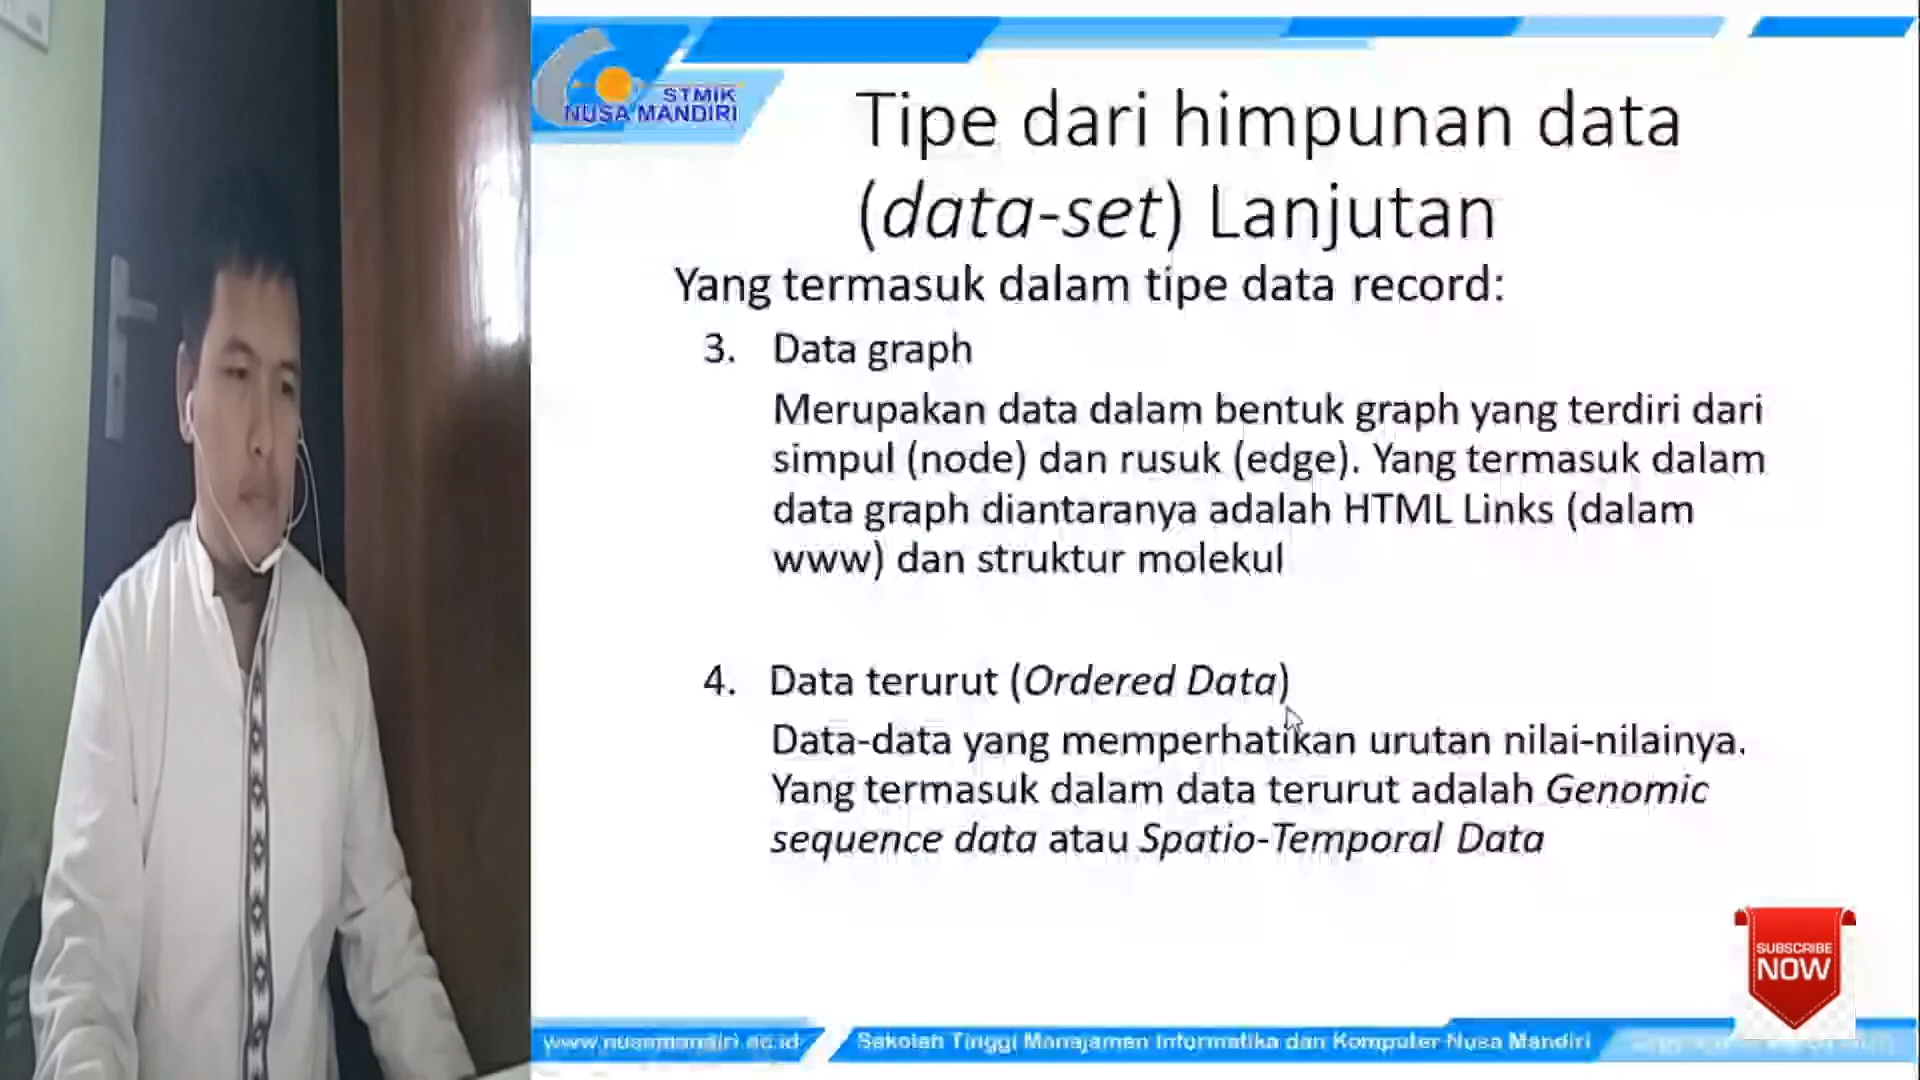 STMIK
NUSA MANDIRI
Tipe dari himpunan data
(data-set) Lanjutan
Yang termasuk dalam tipe data record:
3. Data graph
Merupakan data dalam bentuk graph yang terdiri dari
simpul (node) dan rusuk (edge). Yang termasuk dalam
data graph diantaranya adalah HTML Links (dalam
www) dan struktur molekul
4. Data terurut (Ordered Data)
Data-data yang memperhatikan urutan nilai-nilainya.
Yang termasuk dalam data terurut adalah Genomic
sequence data atau Spatio-Temporal Data
SUBSCRIBE
NOW
www.nusamandiri.ac.id
Sekolah Tinggi Manajemen Informatika dan Komputer Nusa Mandiri